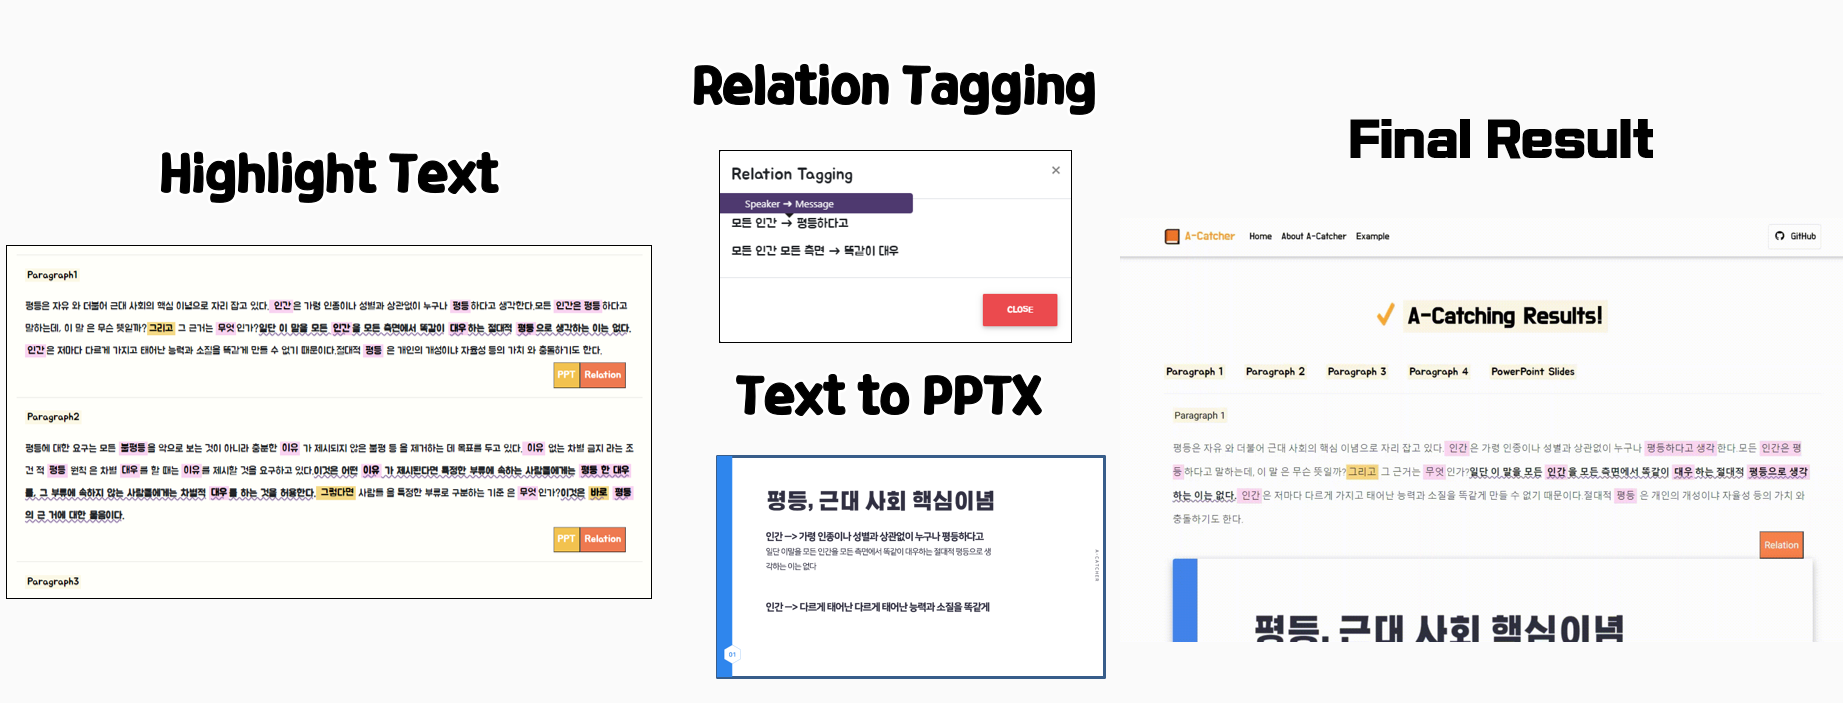 Highlight Text
Paragraph1
평등은 자유 와 더불어 근대 사회의 핵심 이념으로 자리 잡고 있다. 인간 은 가령 인종이나 성별과 상관없이 누구나 평등 하다고 생각한다.모든 인간은 평등 하다고
말하는데, 이 말 은 무슨 뜻일까? 그리고 그 근거는 무엇 인가?일단 이 말을 모든 인간 을 모든 측면에서 똑같이 대우 하는 절대적 평등 으로 생각하는 이는 없다.
인간 은 저마다 다르게 가지고 태어난 능력과 소질을 똑같게 만들 수 없기 때문이다.절대적 평등 은 개인의 개성이나 자율성 등의 가치 와 충돌하기도 한다.
PPT Relation
Paragraph2
평등에 대한 요구는 모든 불평등 을 악으로 보는 것이 아니라 충분한 이유 가 제시되지 않은 불평 등 을 제거하는 데 목표를 두고 있다. 이유 없는 차별 금지 라는 조
건 적 평등 원칙 은 차별 대우 를 할 때는 이유 를 제시할 것을 요구하고 있다.이것은 어떤 이유 가 제시된다면 특정한 부류에 속하는 사람들에게는 평등 한 대우
를, 그 부류에 속하지 않는 사람들에게는 차별적 대우 를 하는 것을 허용한다. 그렇다면 사람들 을 특정한 부류로 구분하는 기준 은 무엇 인가?이것은 바로 평등
의 근 거에 대한 물음이다.
PPT Relation
Paragraph3
Relation Tagging
Relation Tagging ×
Speaker → Message
모든 인간 → 평등하다고
모든 인간 모든 측면 → 똑같이 대우
CLOSE
Text to PPTX
평등, 근대 사회 핵심이념
인간 —> 가령 인종이나 성별과 상관없이 누구나 평등하다고
일단 이말을 모든 인간을 모든 측면에서 똑같이 대우하는 절대적 평등으로 생
각하는 이는 없다
인간 —> 다르게 태어난 다르게 태어난 능력과 소질을 똑같게
A-CATCHER
01
Final Result
A-Catcher Home About A-Catcher Example GitHub
A-Catching Results!
Paragraph 1 Paragraph 2 Paragraph 3 Paragraph 4 PowerPoint Slides
Paragraph 1
평등은 자유 와 더불어 근대 사회의 핵심 이념으로 자리 잡고 있다. 인간 은 가령 인종이나 성별과 상관없이 누구나 평등하다고 생각 한다.모든 인간은 평
등 하다고 말하는데, 이 말 은 무슨 뜻일까? 그리고 그 근거는 무엇 인가?일단 이 말을 모든 인간 을 모든 측면에서 똑같이 대우 하는 절대적 평등으로 생각
하는 이는 없다. 인간 은 저마다 다르게 가지고 태어난 능력과 소질을 똑같게 만들 수 없기 때문이다.절대적 평등 은 개인의 개성이냐 자율성 등의 가치 와
충돌하기도 한다.
Relation
평등, 근대 사회 핵심이념